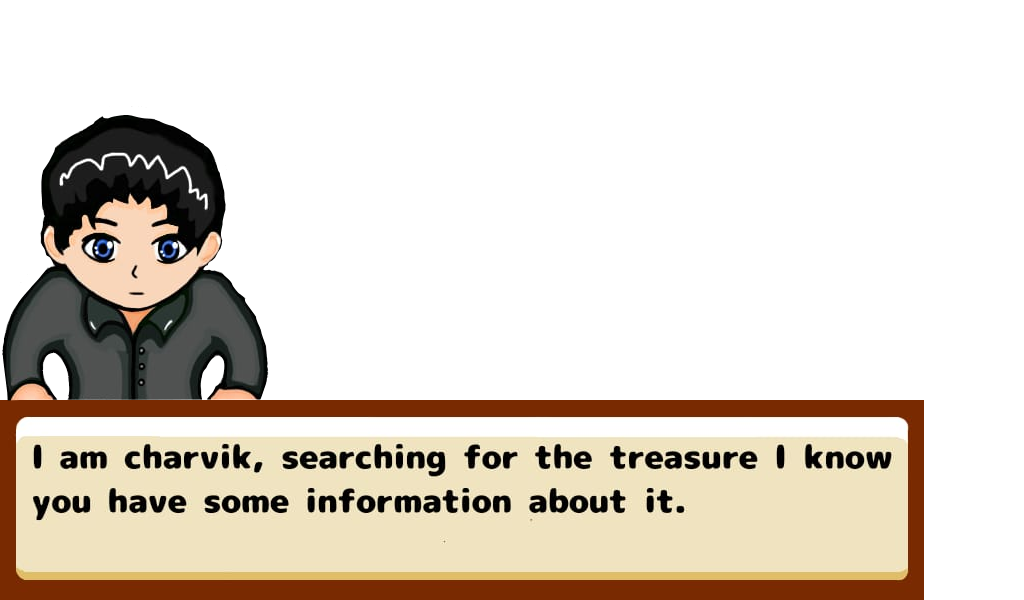 I am charvik, searching for the treasure I know
you have some information about it.